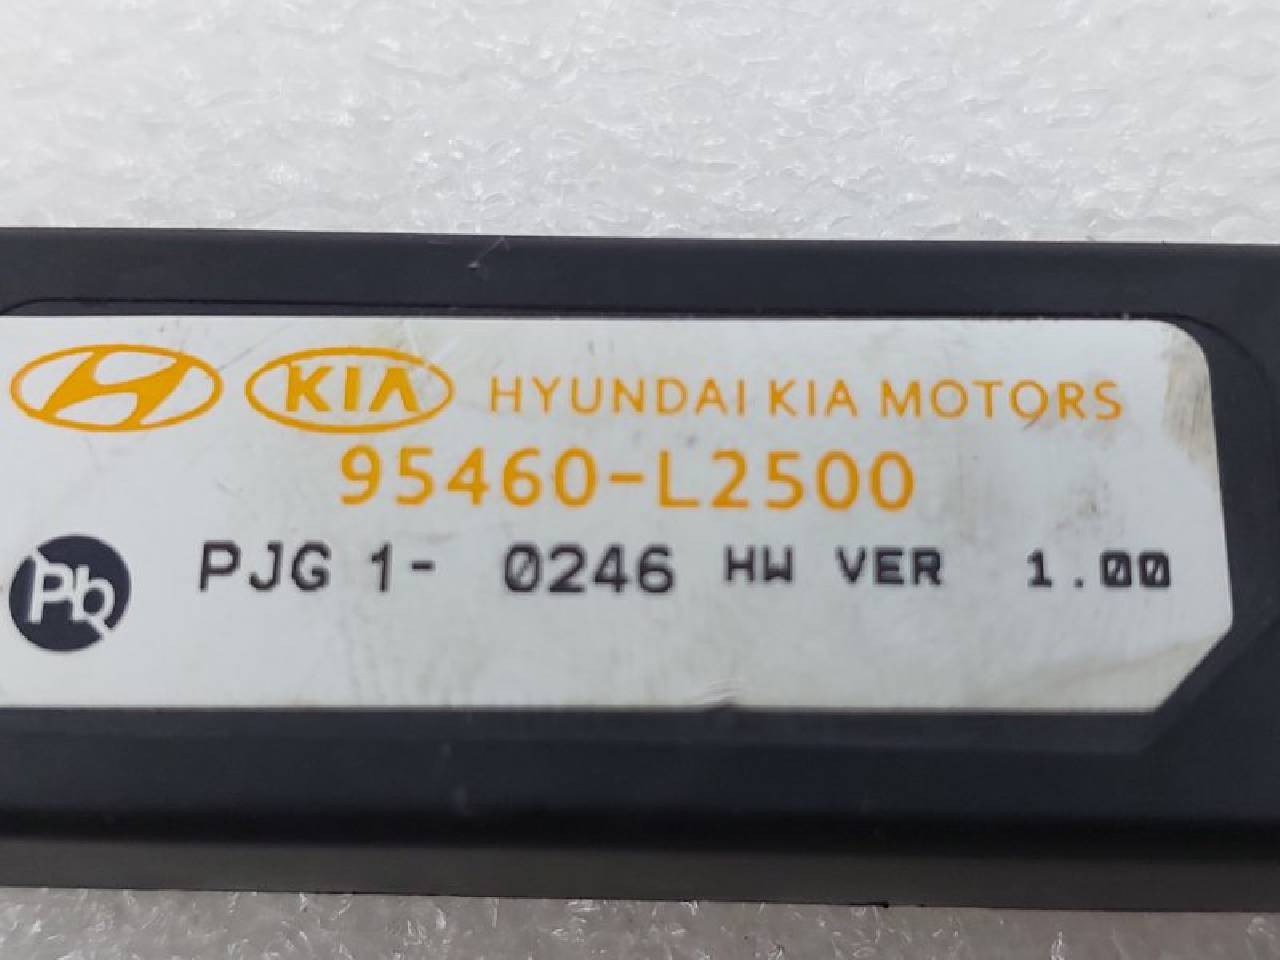 KIA HYUNDAI KIA MOTORS
95460-L2500
Pb PJG 1- 0246 HW VER 1.00